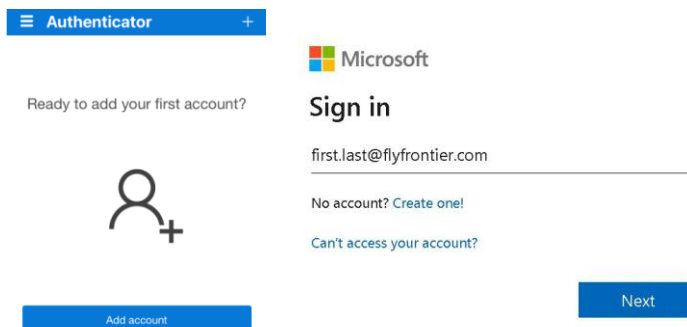 Authenticator
Ready to add your first account?
Add account
Microsoft
Sign in
first.last@flyfrontier.com
No account? Create one!
Can't access your account?
Next